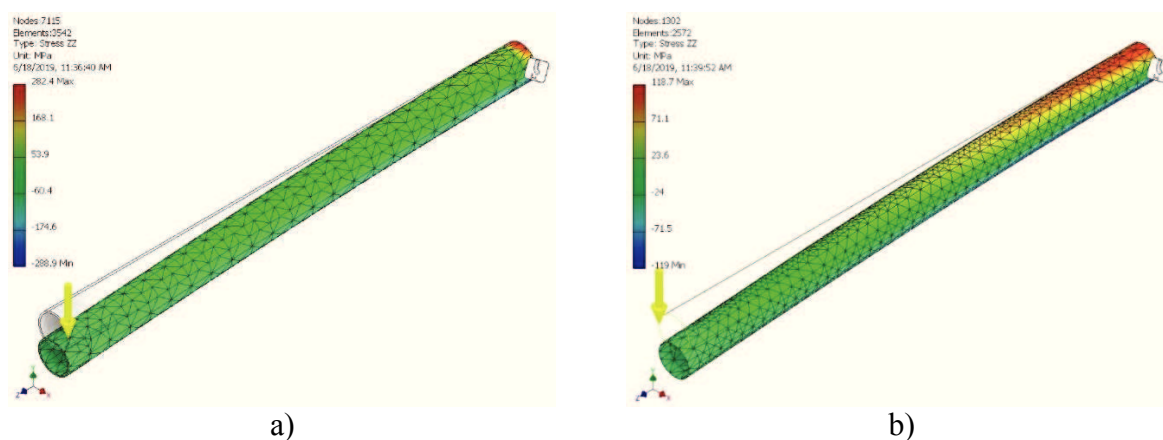 Nodes:7115
Elements:3542
Type: Stress ZZ
Unit: MPa
6/18/2019, 11:36:40 AM
282.4 Max
168.1
53.9
-60.4
-174.6
-288.9 Min
Y
Z
X
a)
Nodes:1302
Elements:2572
Type: Stress ZZ
Unit: MPa
6/18/2019, 11:39:52 AM
118.7 Max
71.1
23.6
-24
-71.5
-119 Min
Y
Z
X
b)